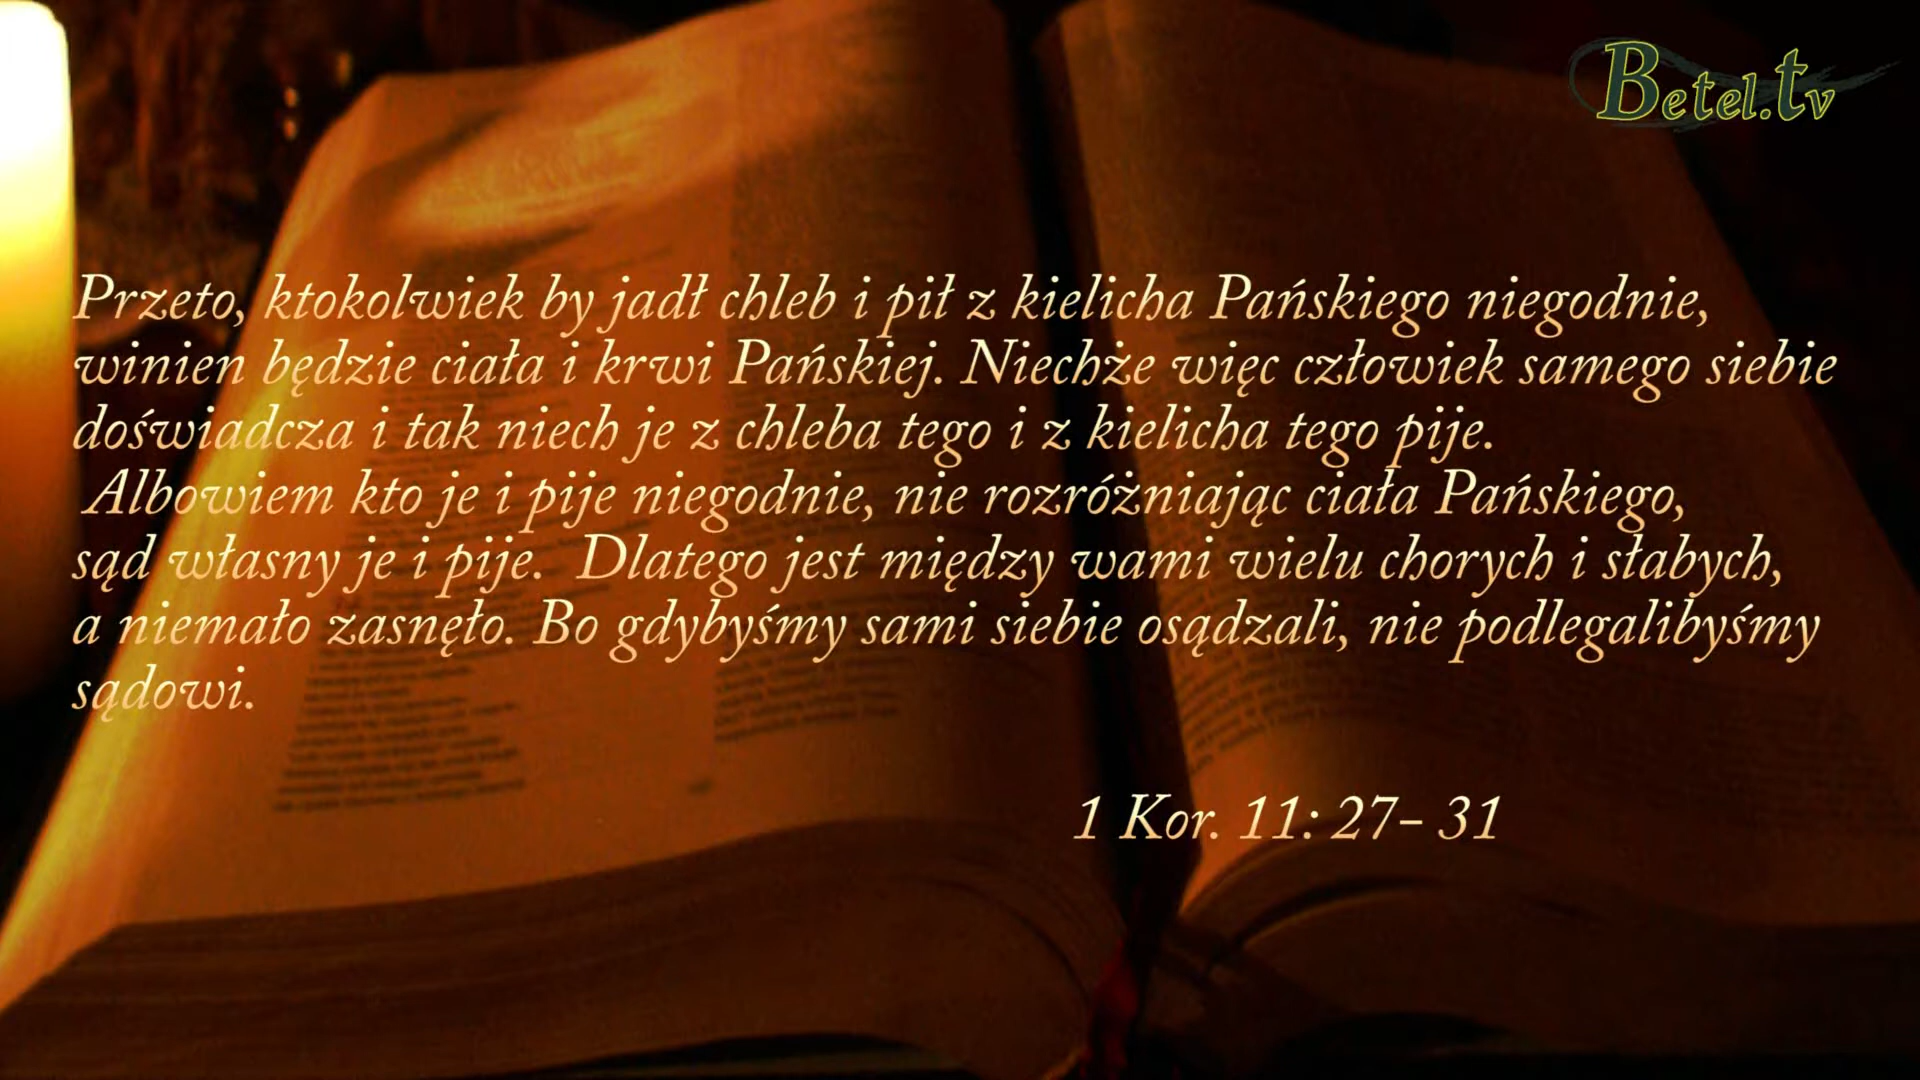 Betel.tv
Przeto, ktokolwiek by jadł chleb i pił z kielicha Pańskiego niegodnie,
winien będzie ciała i krwi Pańskiej. Niechże więc człowiek samego siebie
doświadcza i tak niech je z chleba tego i z kielicha tego pije.
Albowiem kto je i pije niegodnie, nie rozróżniając ciała Pańskiego,
sąd własny je i pije. Dlatego jest między wami wielu chorych i słabych,
a niemało zasnęło. Bo gdybyśmy sami siebie osądzali, nie podlegalibyśmy
sądowi.
1 Kor. 11: 27- 31